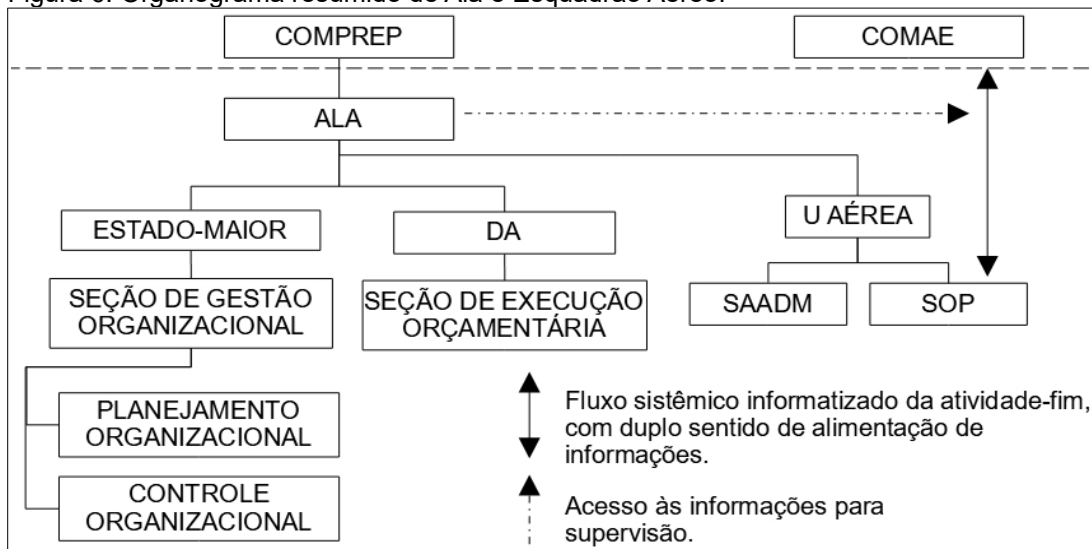 Figura 6: Organograma resumido de Ala e Esquadrão Aéreo.
COMPREP
COMAE
ALA
ESTADO-MAIOR
DA
U AÉREA
SEÇÃO DE GESTÃO
ORGANIZACIONAL
SEÇÃO DE EXECUÇÃO
ORÇAMENTÁRIA
SAADM
SOP
PLANEJAMENTO
ORGANIZACIONAL
CONTROLE
ORGANIZACIONAL
Fluxo sistêmico informatizado da atividade-fim,
com duplo sentido de alimentação de
informações.
Acesso às informações para
supervisão.